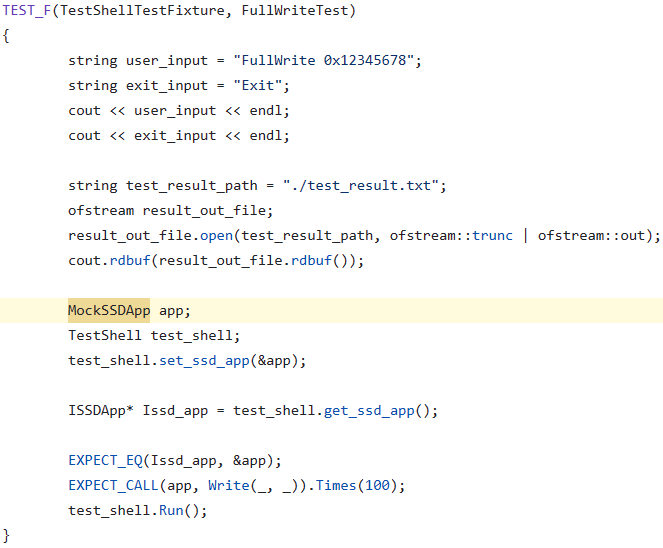 TEST_F(TestShellTestFixture, FullWriteTest)
{
string user_input = "FullWrite 0x12345678";
string exit_input = "Exit";
cout << user_input << endl;
cout << exit_input << endl;
string test_result_path = "./test_result.txt";
ofstream result_out_file;
result_out_file.open(test_result_path, ofstream::trunc | ofstream::out);
cout.rdbuf(result_out_file.rdbuf());
MockSSDApp app;
TestShell test_shell;
test_shell.set_ssd_app(&app);
ISSDApp* Issd_app = test_shell.get_ssd_app();
EXPECT_EQ(Issd_app, &app);
EXPECT_CALL(app, Write(_, _)).Times(100);
test_shell.Run();
}